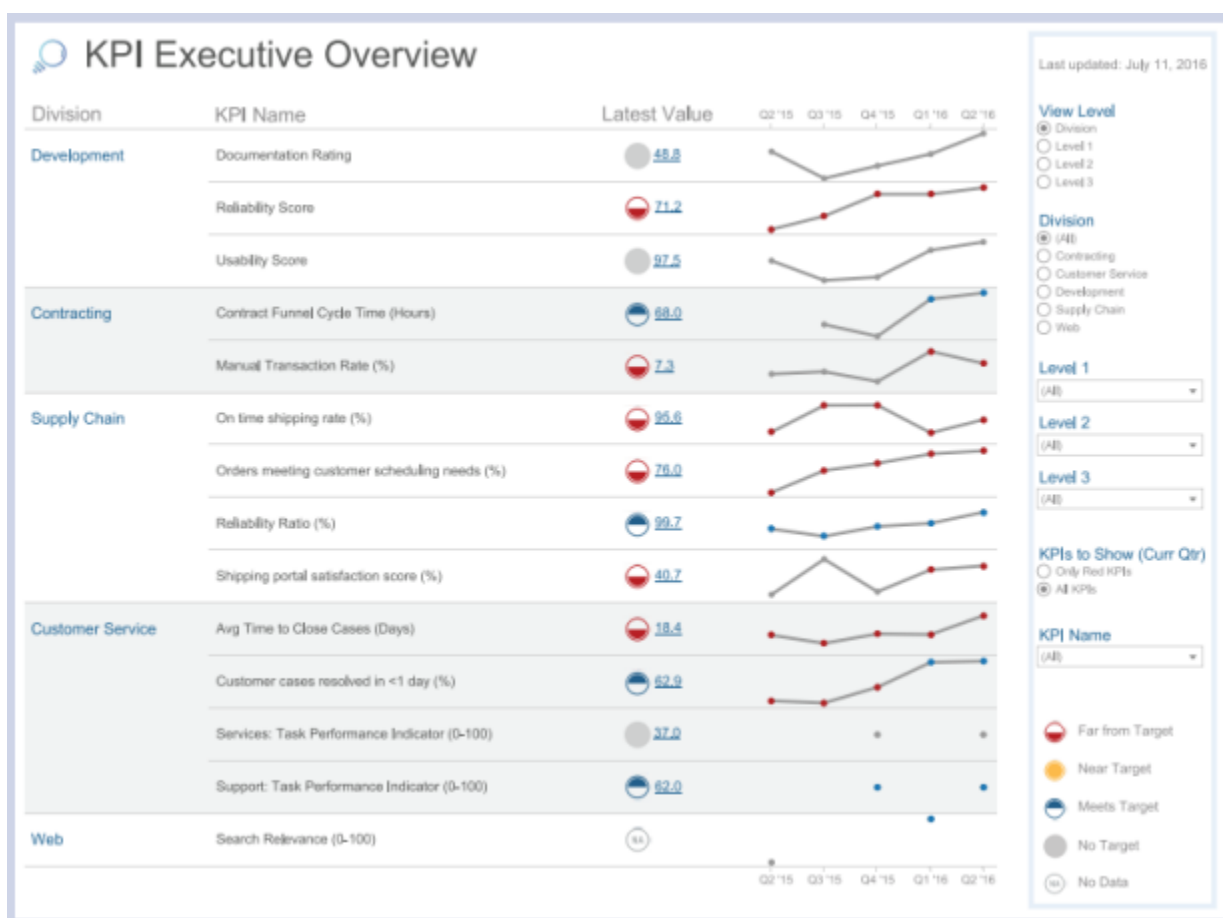 KPI Executive Overview
Last updated: July 11, 2016
Division KPI Name Latest Value Q2 '15 Q3 '15 Q4 '15 Q1 '16 Q2 '16
Development Documentation Rating 48.8
Reliability Score 71.2
Usability Score 97.5
Contracting Contract Funnel Cycle Time (Hours) 68.0
Manual Transaction Rate (%) 7.3
Supply Chain On time shipping rate (%) 95.6
Orders meeting customer scheduling needs (%) 76.0
Reliability Ratio (%) 99.7
Shipping portal satisfaction score (%) 40.7
Customer Service Avg Time to Close Cases (Days) 18.4
Customer cases resolved in <1 day (%) 62.9
Services: Task Performance Indicator (0-100) 37.0
Support: Task Performance Indicator (0-100) 62.0
Web Search Relevance (0-100) NA
Q2 '15 Q3 '15 Q4 '15 Q1 '16 Q2 '16
View Level
Division
Level 1
Level 2
Level 3
Division
(All)
Contracting
Customer Service
Development
Supply Chain
Web
Level 1
(All)
Level 2
(All)
Level 3
(All)
KPIs to Show (Curr Qtr)
Only Red KPIs
All KPIs
KPI Name
(All)
Far from Target
Near Target
Meets Target
No Target
NA No Data